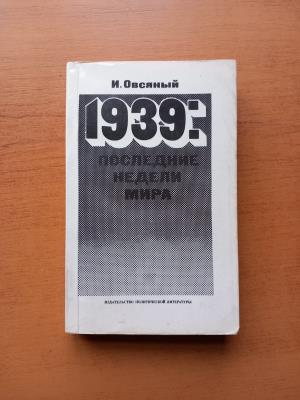 И. Овсяный
1939:
ПОСЛЕДНИЕ
НЕДЕЛИ
МИРА
ИЗДАТЕЛЬСТВО ПОЛИТИЧЕСКОЙ ЛИТЕРАТУРЫ